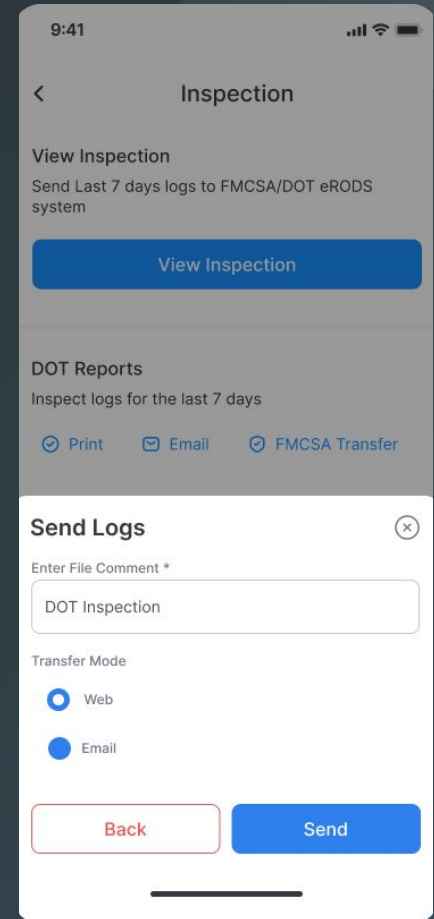 9:41
Inspection
View Inspection
Send Last 7 days logs to FMCSA/DOT eRODS
system
View Inspection
DOT Reports
Inspect logs for the last 7 days
Print Email FMCSA Transfer
Send Logs
Enter File Comment *
DOT Inspection
Transfer Mode
Web
Email
Back Send